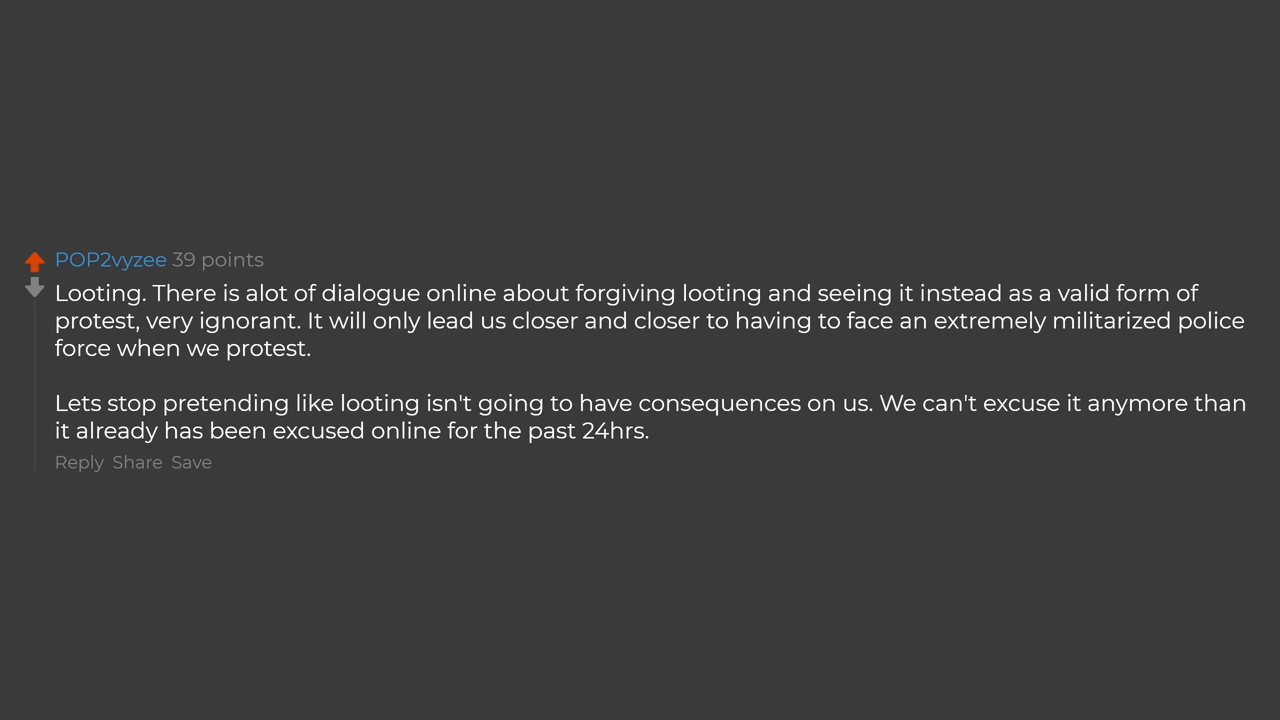 POP2vyzee 39 points
Looting. There is alot of dialogue online about forgiving looting and seeing it instead as a valid form of
protest, very ignorant. It will only lead us closer and closer to having to face an extremely militarized police
force when we protest.
Lets stop pretending like looting isn't going to have consequences on us. We can't excuse it anymore than
it already has been excused online for the past 24hrs.
Reply Share Save